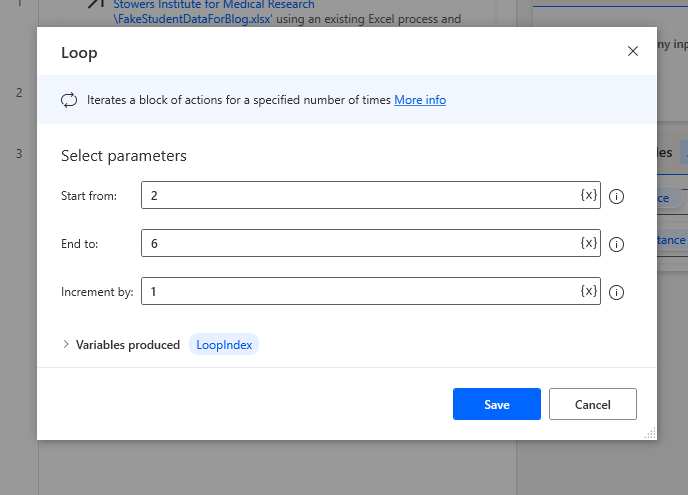 1
Stowers Institute for Medical Research
\FakeStudentDataForBlog.xlsx' using an existing Excel process and
Loop
ny inp
Iterates a block of actions for a specified number of times More info
2
3
Select parameters
les
Start from: 2 {x}
ce
End to: 6 {x}
tance
Increment by: 1 {x}
Variables produced LoopIndex
Save Cancel